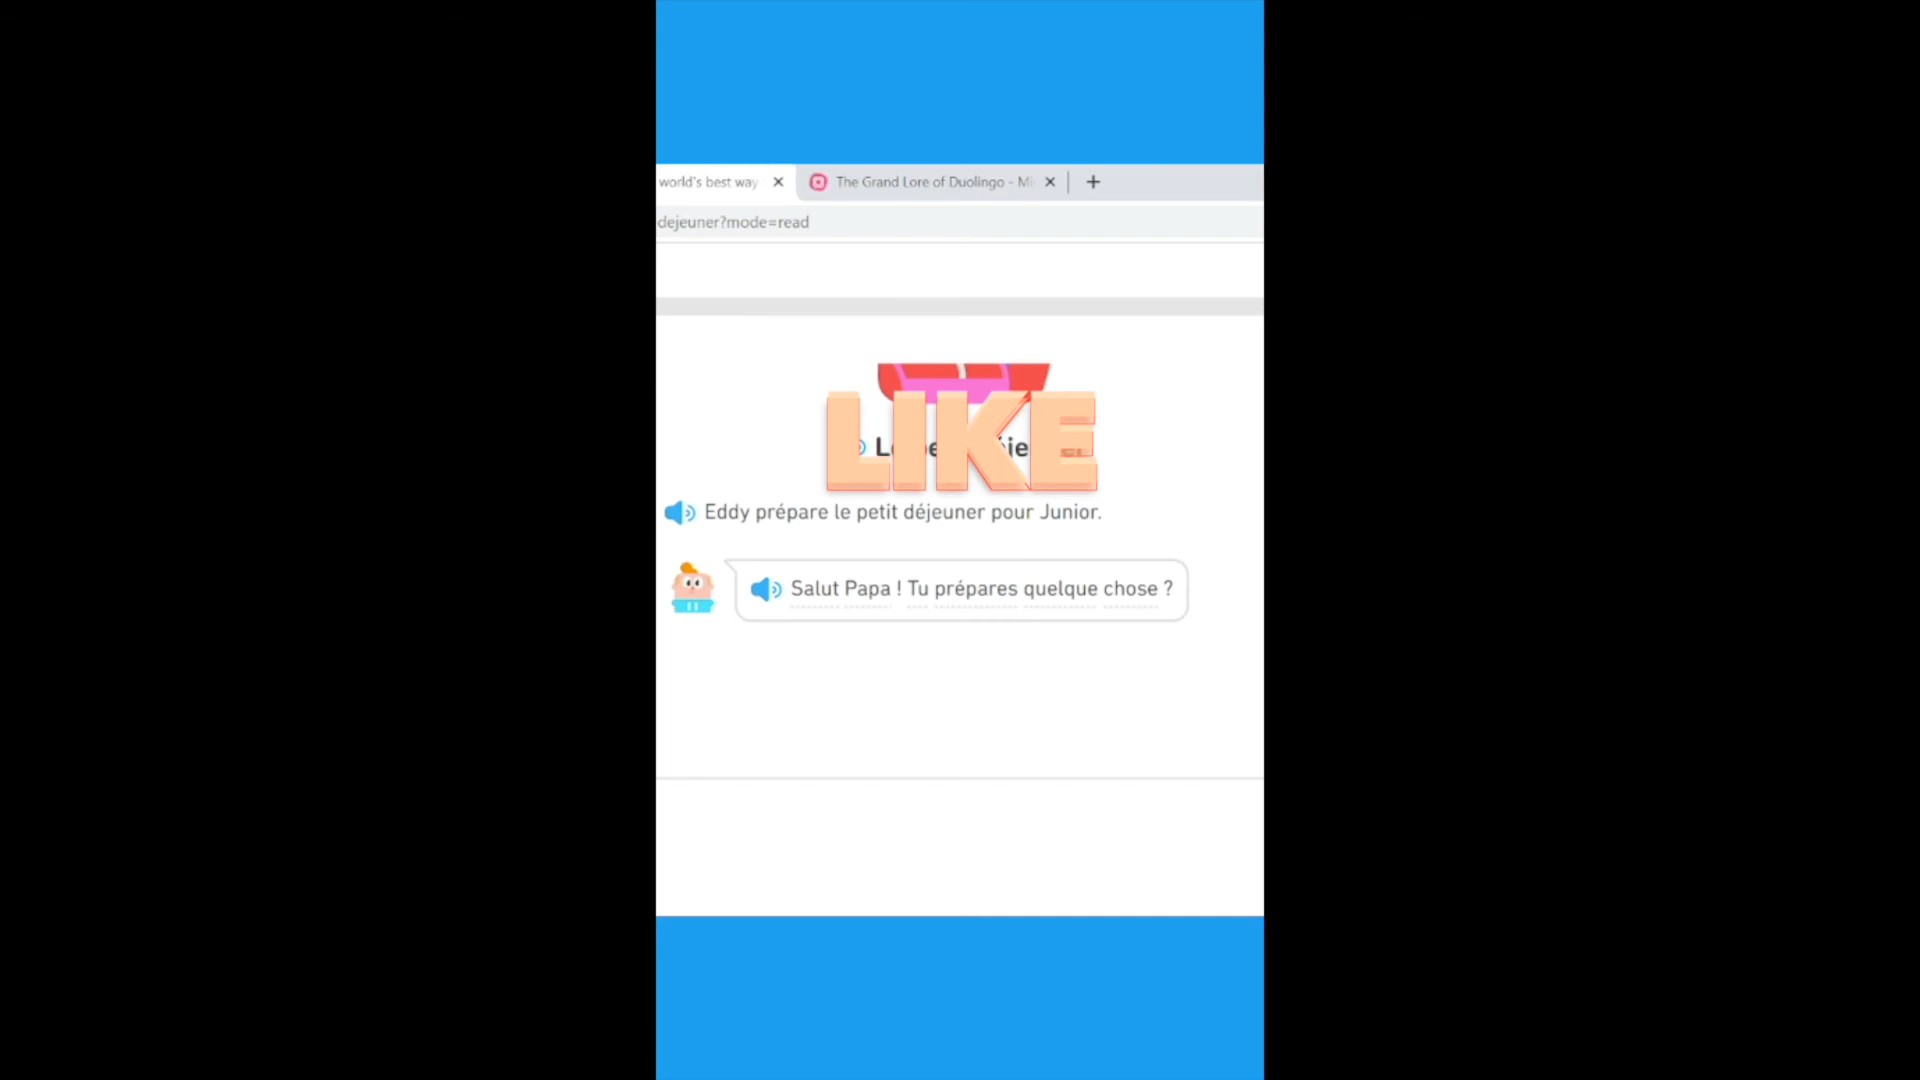 world's best way
The Grand Lore of Duolingo - Mi
dejeuner?mode=read
LIKE
Eddy prépare le petit déjeuner pour Junior.
Salut Papa ! Tu prépares quelque chose ?